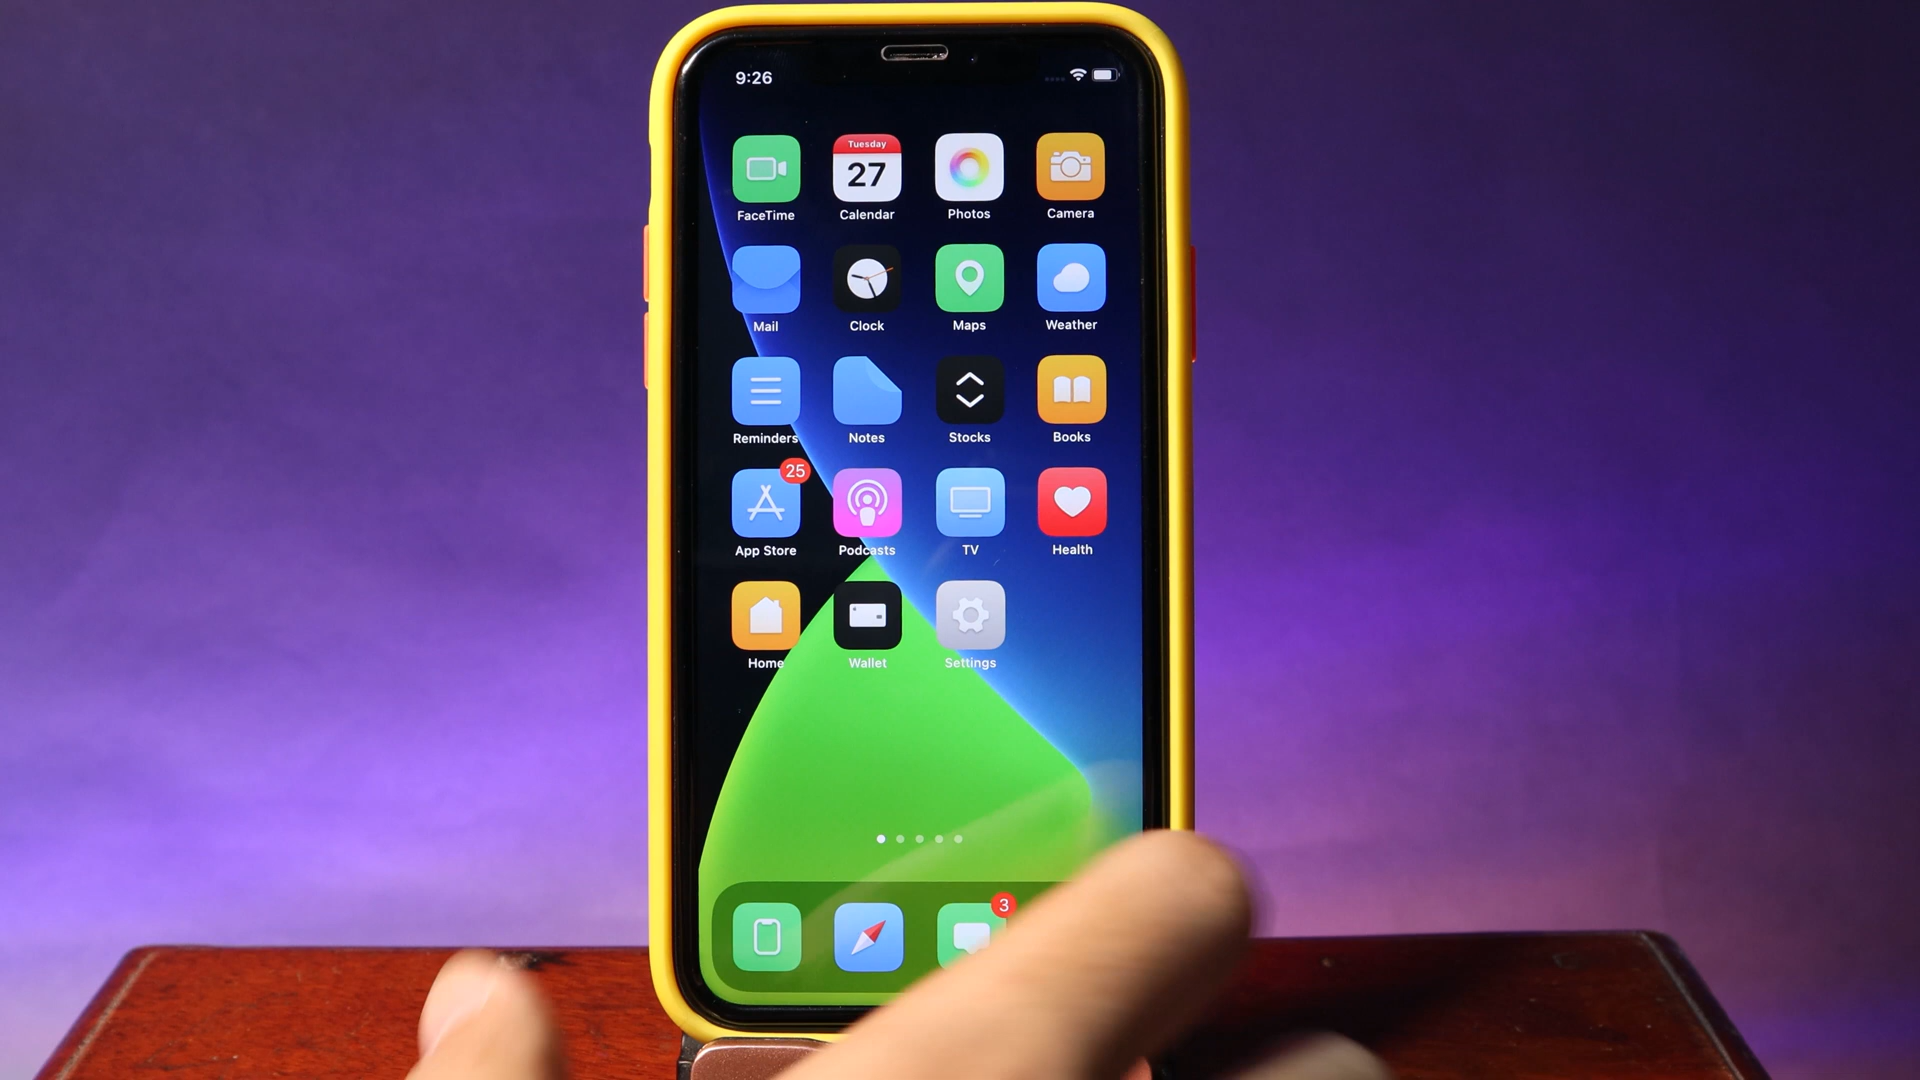 9:26
Tuesday
27
FaceTime Calendar Photos Camera
Mail Clock Maps Weather
Reminders Notes Stocks Books
25
App Store Podcasts TV Health
Home Wallet Settings
3